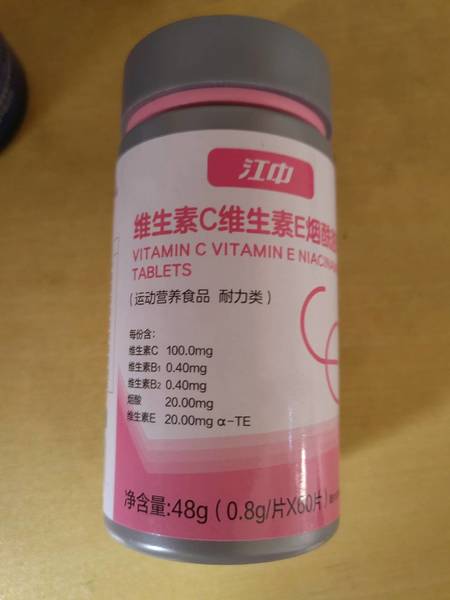 江中
维生素C维生素E烟酰
VITAMIN C VITAMIN E NIACINAM
TABLETS
（运动营养食品 耐力类）
每份含：
维生素C 100.0mg
维生素B₁ 0.40mg
维生素B₂ 0.40mg
烟酸 20.00mg
维生素E 20.00mg α-TE
净含量:48g（0.8g/片X60片）